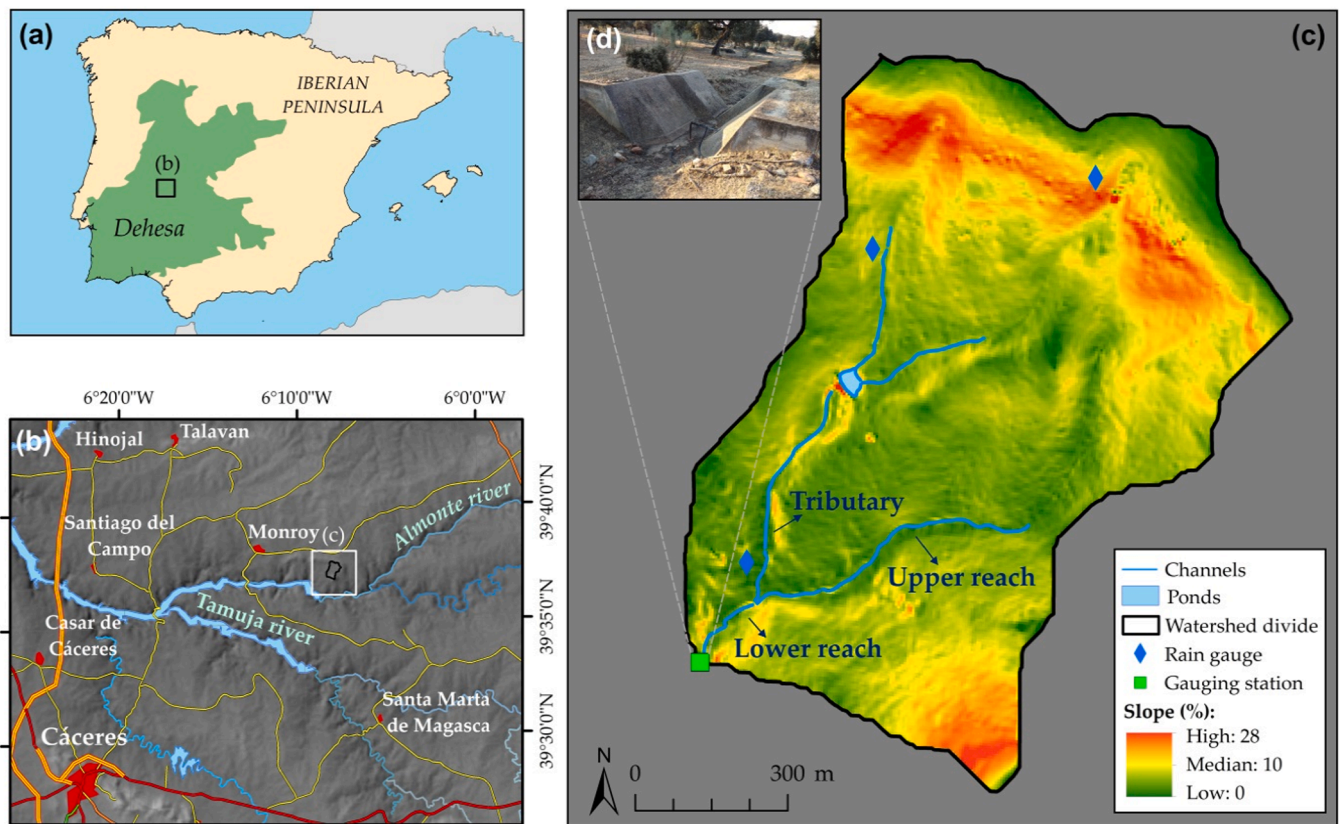 (a)
IBERIAN
PENINSULA
(b)
Dehesa
6°20'0"W
6°10'0"W
6°0'0"W
(b)
Hinojal
Talavan
Santiago del
Campo
Monroy
(c)
Almonte river
Tamuja river
Casar de
Cáceres
Santa Marta
de Magasca
Cáceres
39°40'0"N
39°35'0"N
39°30'0"N
(d)
(c)
Tributary
Upper reach
Lower reach
N
0
300 m
Channels
Ponds
Watershed divide
Rain gauge
Gauging station
Slope (%):
High: 28
Median: 10
Low: 0